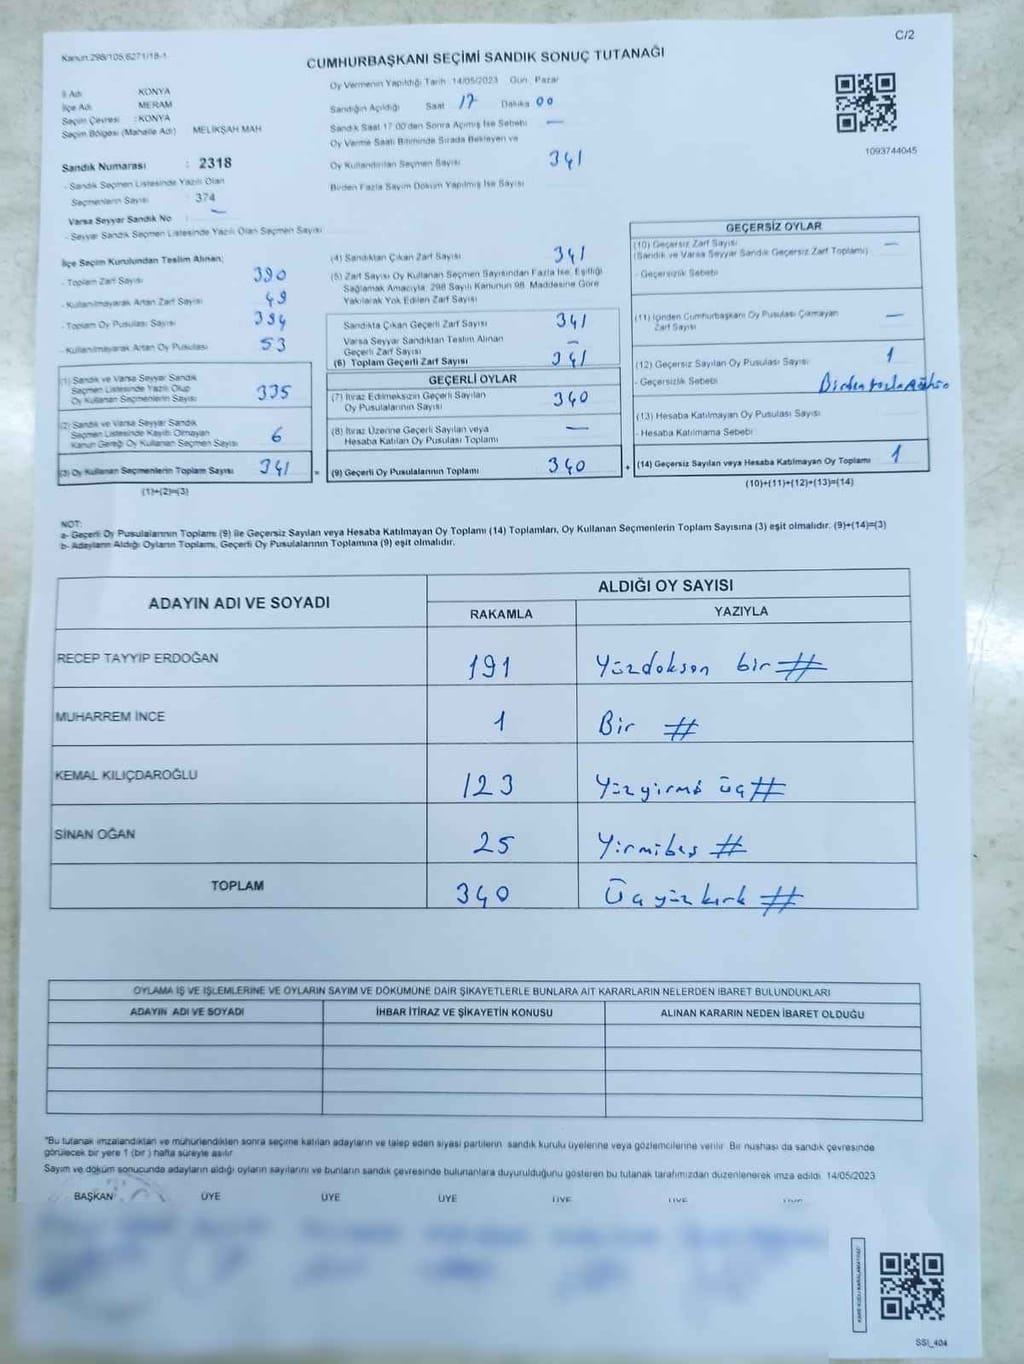 C/2
Kanun:298/105,6271/18-1
CUMHURBAŞKANI SEÇİMİ SANDIK SONUÇ TUTANAĞI
Oy Vermenin Yapıldığı Tarih 14/05/2023 Gün Pazar
İl Adı KONYA
İlçe Adı MERAM
Seçim Çevresi : KONYA
Seçim Bölgesi (Mahalle Adı) MELİKŞAH MAH
Sandığın Açıldığı Saat 17 Dakika 00
Sandık Saat 17:00'den Sonra Açımış İse Sebebi —
Oy Verme Saati Bitiminde Sırada Bekleyen ve
Oy Kullandırılan Seçmen Sayısı 341
Birden Fazla Sayım Döküm Yapılmış İse Sayısı
1093744045
Sandık Numarası : 2318
- Sandık Seçmen Listesinde Yazılı Olan
Seçmenlerin Sayısı : 374
Varsa Seyyar Sandık No —
- Seyyar Sandık Seçmen Listesinde Yazılı Olan Seçmen Sayısı
İlçe Seçim Kurulundan Teslim Alınan;
- Toplam Zarf Sayısı 390
- Kullanılmayarak Artan Zarf Sayısı 49
- Toplam Oy Pusulası Sayısı 394
- Kullanılmayarak Artan Oy Pusulası 53
(1) Sandık ve Varsa Seyyar Sandık
Seçmen Listesinde Yazılı Olup
Oy Kullanan Seçmenlerin Sayısı 335
(2) Sandık ve Varsa Seyyar Sandık
Seçmen Listesinde Kayıtlı Olmayan
Kanun Gereği Oy Kullanan Seçmen Sayısı 6
(3) Oy Kullanan Seçmenlerin Toplam Sayısı 341
(1)+(2)=(3)
(4) Sandıktan Çıkan Zarf Sayısı 341
(5) Zarf Sayısı Oy Kullanan Seçmen Sayısından Fazla İse, Eşitliği
Sağlamak Amacıyla, 298 Sayılı Kanunun 98. Maddesine Göre
Yakılarak Yok Edilen Zarf Sayısı
Sandıkta Çıkan Geçerli Zarf Sayısı 341
Varsa Seyyar Sandıktan Teslim Alınan
Geçerli Zarf Sayısı —
(6) Toplam Geçerli Zarf Sayısı 341
GEÇERLİ OYLAR
(7) İtiraz Edilmeksizin Geçerli Sayılan
Oy Pusulalarının Sayısı 340
(8) İtiraz Üzerine Geçerli Sayılan veya
Hesaba Katılan Oy Pusulası Toplamı —
= (9) Geçerli Oy Pusulalarının Toplamı 340
GEÇERSİZ OYLAR
(10) Geçersiz Zarf Sayısı —
(Sandık ve Varsa Seyyar Sandık Geçersiz Zarf Toplamı)
- Geçersizlik Sebebi
(11) İçinden Cumhurbaşkanı Oy Pusulası Çıkmayan
Zarf Sayısı —
(12) Geçersiz Sayılan Oy Pusulası Sayısı 1
- Geçersizlik Sebebi Birden fazla mühür
(13) Hesaba Katılmayan Oy Pusulası Sayısı
- Hesaba Katılmama Sebebi
+ (14) Geçersiz Sayılan veya Hesaba Katılmayan Oy Toplamı 1
(10)+(11)+(12)+(13)=(14)
NOT:
a- Geçerli Oy Pusulalarının Toplamı (9) ile Geçersiz Sayılan veya Hesaba Katılmayan Oy Toplamı (14) Toplamları, Oy Kullanan Seçmenlerin Toplam Sayısına (3) eşit olmalıdır. (9)+(14)=(3)
b- Adayların Aldığı Oyların Toplamı, Geçerli Oy Pusulalarının Toplamına (9) eşit olmalıdır.
ADAYIN ADI VE SOYADI ALDIĞI OY SAYISI
RAKAMLA YAZIYLA
RECEP TAYYİP ERDOĞAN 191 Yüzdoksan bir #
MUHARREM İNCE 1 Bir #
KEMAL KILIÇDAROĞLU 123 Yüzyirmi üç #
SİNAN OĞAN 25 Yirmibeş #
TOPLAM 340 Üçyüz kırk #
OYLAMA İŞ VE İŞLEMLERİNE VE OYLARIN SAYIM VE DÖKÜMÜNE DAİR ŞİKAYETLERLE BUNLARA AİT KARARLARIN NELERDEN İBARET BULUNDUKLARI
ADAYIN ADI VE SOYADI İHBAR İTİRAZ VE ŞİKAYETİN KONUSU ALINAN KARARIN NEDEN İBARET OLDUĞU
"Bu tutanak imzalandıktan ve mühürlendikten sonra seçime katılan adayların ve talep eden siyasi partilerin sandık kurulu üyelerine veya gözlemcilerine verilir. Bir nüshası da sandık çevresinde
görülecek bir yere 1 (bir) hafta süreyle asılır
Sayım ve döküm sonucunda adayların aldığı oyların sayılarını ve bunların sandık çevresinde bulunanlara duyurulduğunu gösteren bu tutanak tarafımızdan düzenlenerek imza edildi. 14/05/2023
BAŞKAN ÜYE ÜYE ÜYE ÜYE ÜYE ÜYE
KARE KODU KARALAMAYINIZ
SSI_404